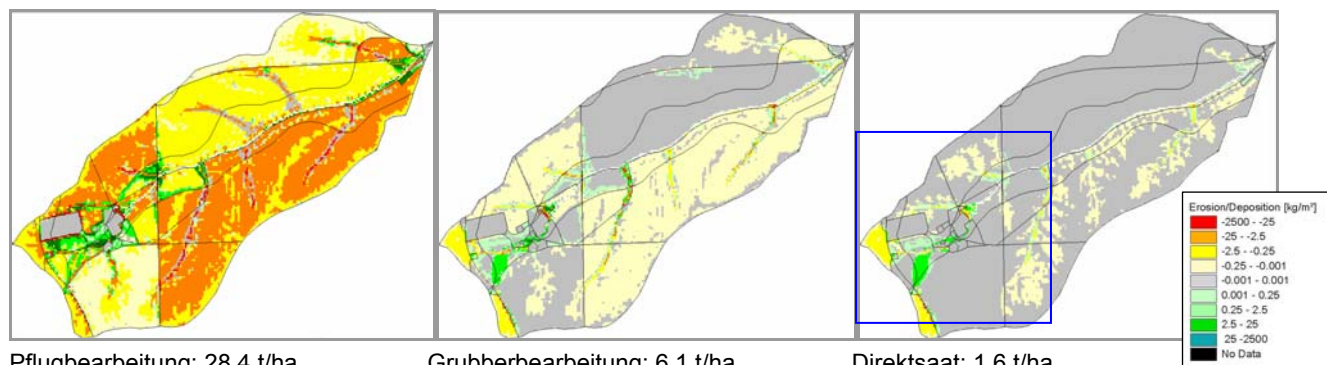 Erosion/Deposition [kg/m³]
-2500 - -25
-25 - -2.5
-2.5 - -0.25
-0.25 - -0.001
-0.001 - 0.001
0.001 - 0.25
0.25 - 2.5
2.5 - 25
25 -2500
No Data
Pflugbearbeitung: 28,4 t/ha Grubberbearbeitung: 6,1 t/ha Direktsaat: 1,6 t/ha